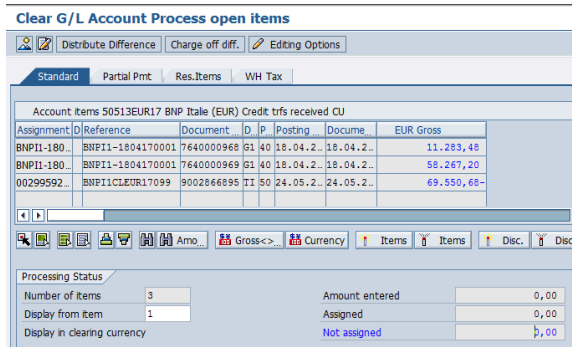 Clear G/L Account Process open items
Distribute Difference Charge off diff. Editing Options
Standard Partial Pmt Res.Items WH Tax
Account items 50513EUR17 BNP Italie (EUR) Credit trfs received CU
Assignment D Reference Document ... D.. P.. Posting ... Docume... EUR Gross
BNPI1-180... BNPI1-1804170001 7640000968 G1 40 18.04.2... 18.04.2... 11.283,48
BNPI1-180... BNPI1-1804170001 7640000969 G1 40 18.04.2... 18.04.2... 58.267,20
00299592... BNPI1CLEUR17099 9002866895 TI 50 24.05.2... 24.05.2... 69.550,68-
Amo... Gross<>... Currency Items Items Disc. Disc
Processing Status
Number of items 3 Amount entered 0,00
Display from item 1 Assigned 0,00
Display in clearing currency Not assigned 0,00